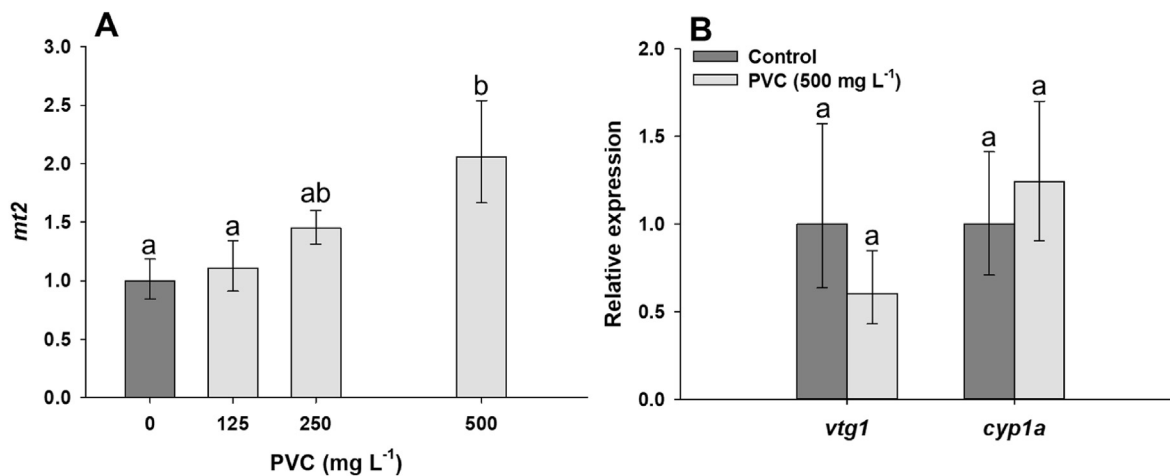 A
3.0
2.5
2.0
1.5
1.0
0.5
0.0
mt2
a
a
ab
b
0 125 250 500
PVC (mg L⁻¹)
B
2.0
1.5
1.0
0.5
0.0
Relative expression
Control
PVC (500 mg L⁻¹)
a
a
a
a
vtg1 cyp1a